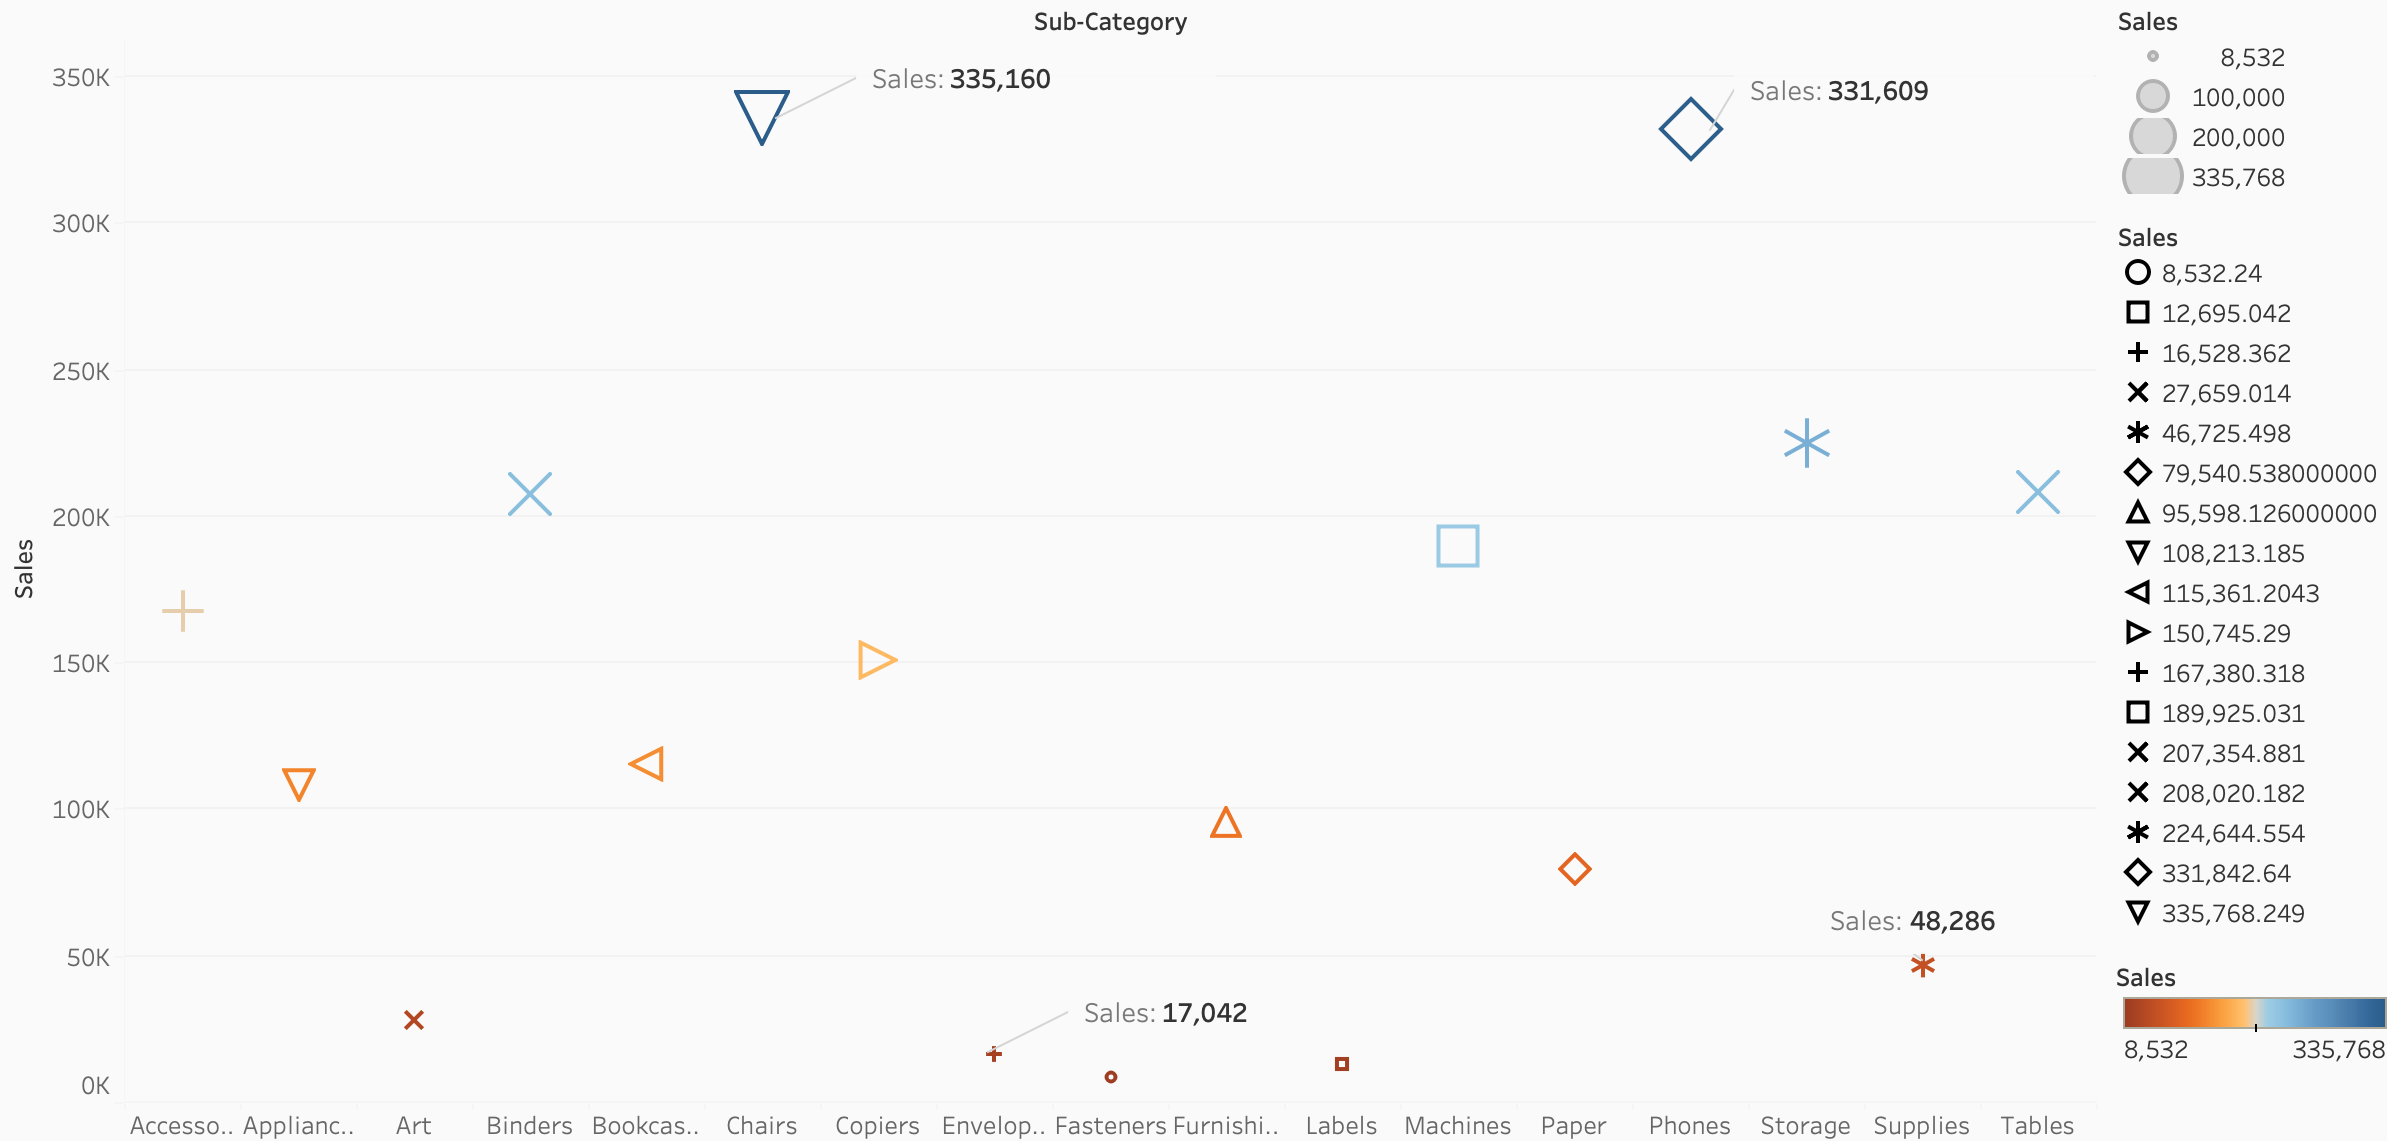 Sub-Category
350K
300K
250K
200K
150K
100K
50K
0K
Sales
Sales: 335,160
Sales: 331,609
Sales: 48,286
Sales: 17,042
Accesso.. Applianc.. Art Binders Bookcas.. Chairs Copiers Envelop.. Fasteners Furnishi.. Labels Machines Paper Phones Storage Supplies Tables
Sales
8,532
100,000
200,000
335,768
Sales
8,532.24
12,695.042
16,528.362
27,659.014
46,725.498
79,540.538000000
95,598.126000000
108,213.185
115,361.2043
150,745.29
167,380.318
189,925.031
207,354.881
208,020.182
224,644.554
331,842.64
335,768.249
Sales
8,532 335,768